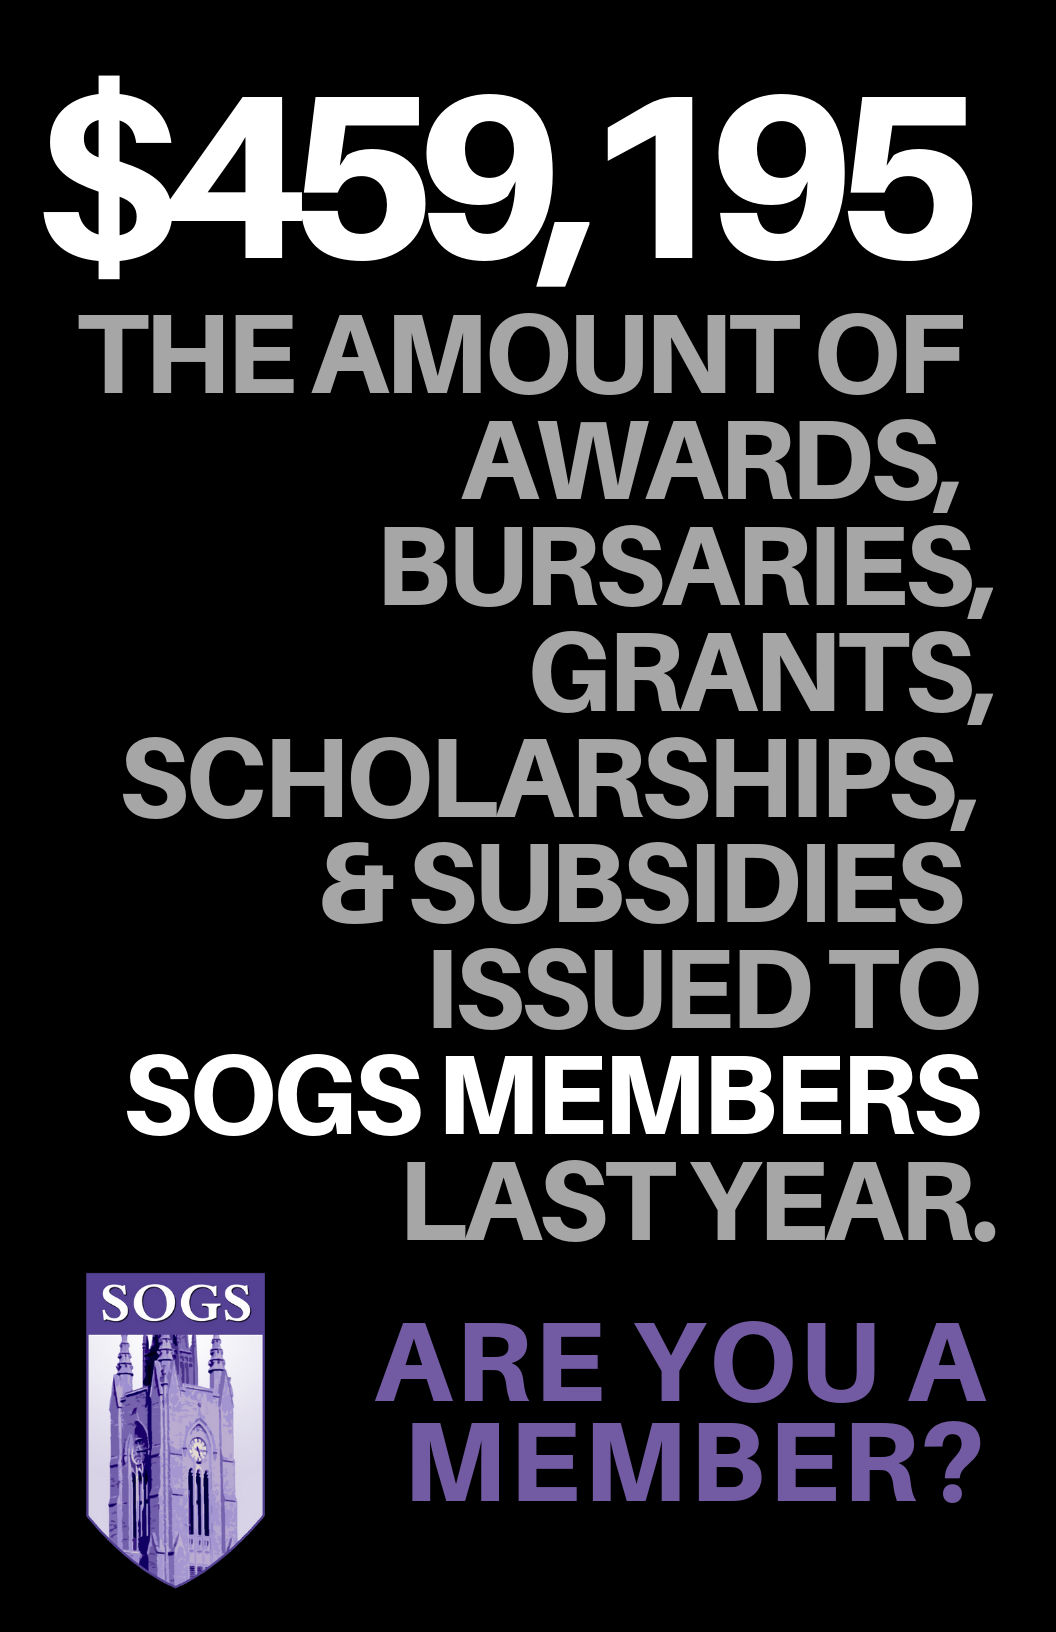 $459,195
THE AMOUNT OF
AWARDS,
BURSARIES,
GRANTS,
SCHOLARSHIPS,
& SUBSIDIES
ISSUED TO
SOGS MEMBERS
LAST YEAR.
SOGS
ARE YOU A
MEMBER?